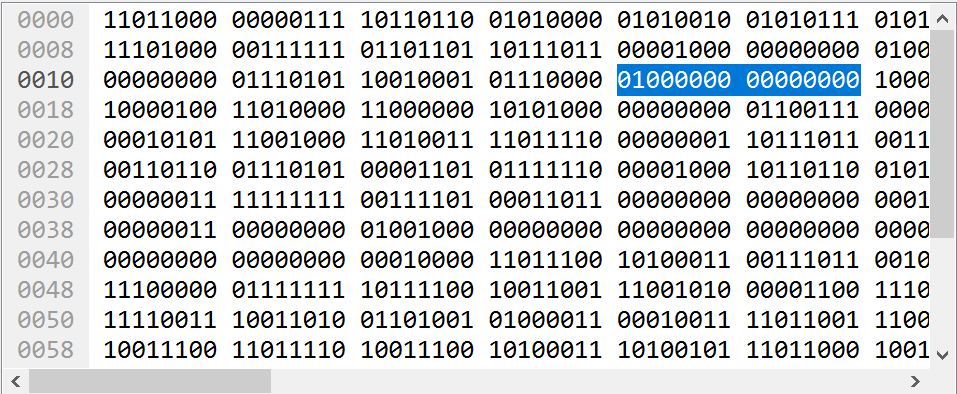 0000 11011000 00000111 10110110 01010000 01010010 01010111 0101
0008 11101000 00111111 01101101 10111011 00001000 00000000 0100
0010 00000000 01110101 10010001 01110000 01000000 00000000 1000
0018 10000100 11010000 11000000 10101000 00000000 01100111 0000
0020 00010101 11001000 11010011 11011110 00000001 10111011 0011
0028 00110110 01110101 00001101 01111110 00001000 10110110 0101
0030 00000011 11111111 00111101 00011011 00000000 00000000 0001
0038 00000011 00000000 01001000 00000000 00000000 00000000 0000
0040 00000000 00000000 00010000 11011100 10100011 00111011 0010
0048 11100000 01111111 10111100 10011001 11001010 00001100 1110
0050 11110011 10011010 01101001 01000011 00010011 11011001 1100
0058 10011100 11011110 10011100 10100011 10100101 11011000 1001